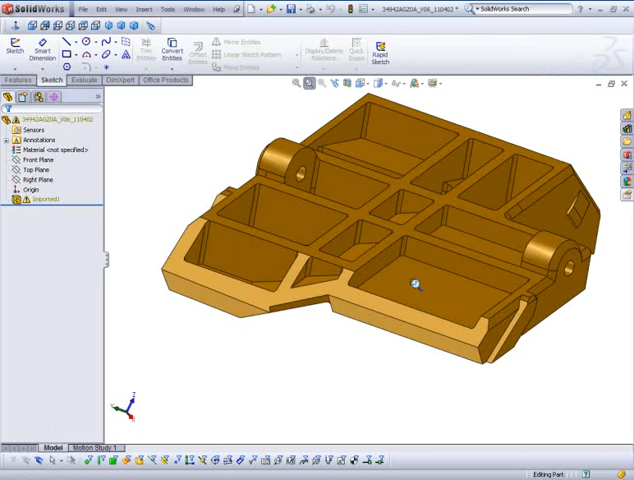 SolidWorks File Edit View Insert Tools Window Help 34942AGZ0A_V06_110402 * SolidWorks Search
Sketch Smart Dimension Trim Entities Convert Entities Offset Entities Mirror Entities Linear Sketch Pattern Move Entities Display/Delete Relations Quick Snaps Rapid Sketch
Features Sketch Evaluate DimXpert Office Products
34942AGZ0A_V06_110402
Sensors
Annotations
Material <not specified>
Front Plane
Top Plane
Right Plane
Origin
Imported1
Model Motion Study 1
Editing Part